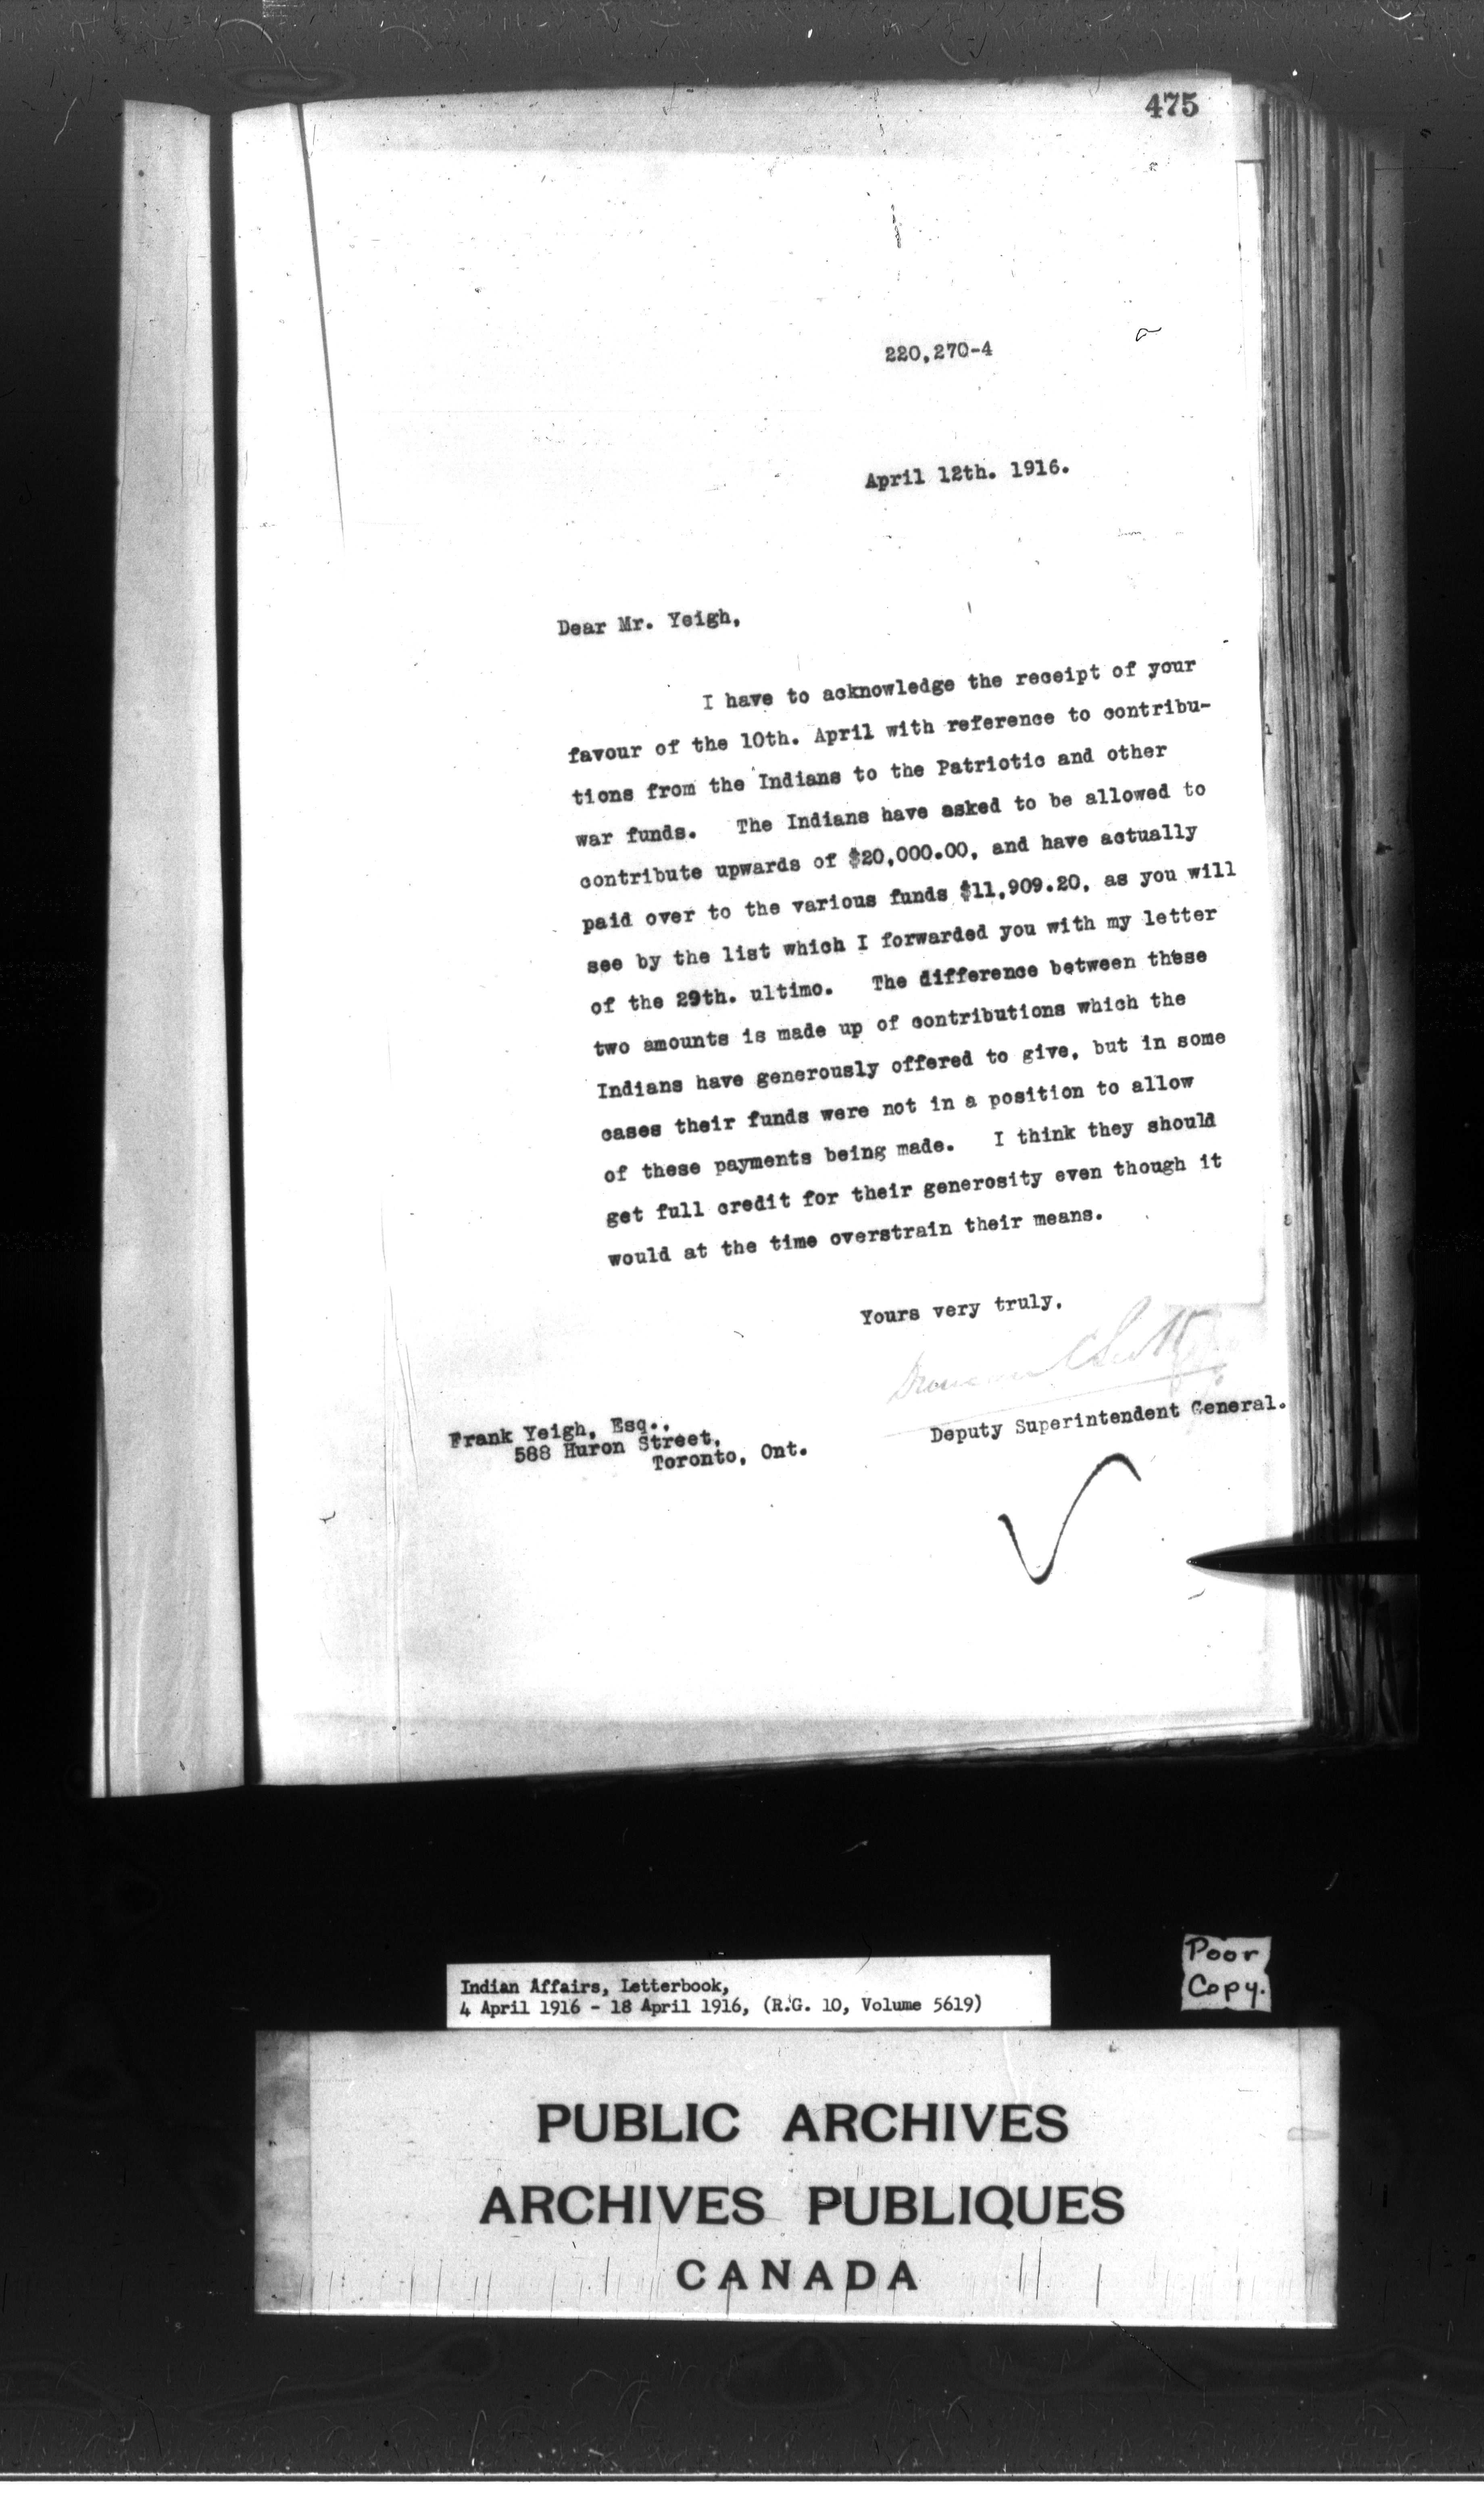 475
220,270-4
April 12th. 1916.
Dear Mr. Yeigh,
I have to acknowledge the receipt of your
favour of the 10th. April with reference to contribu-
tions from the Indians to the Patriotic and other
war funds. The Indians have asked to be allowed to
contribute upwards of $20,000.00, and have actually
paid over to the various funds $11,909.20, as you will
see by the list which I forwarded you with my letter
of the 29th. ultimo. The difference between these
two amounts is made up of contributions which the
Indians have generously offered to give, but in some
cases their funds were not in a position to allow
of these payments being made. I think they should
get full credit for their generosity even though it
would at the time overstrain their means.
Yours very truly,
Duncan C Scott
Deputy Superintendent General.
Frank Yeigh, Esq.,
588 Huron Street,
Toronto, Ont.
Poor
Copy.
Indian Affairs, Letterbook,
4 April 1916 - 18 April 1916, (R.G. 10, Volume 5619)
PUBLIC ARCHIVES
ARCHIVES PUBLIQUES
CANADA